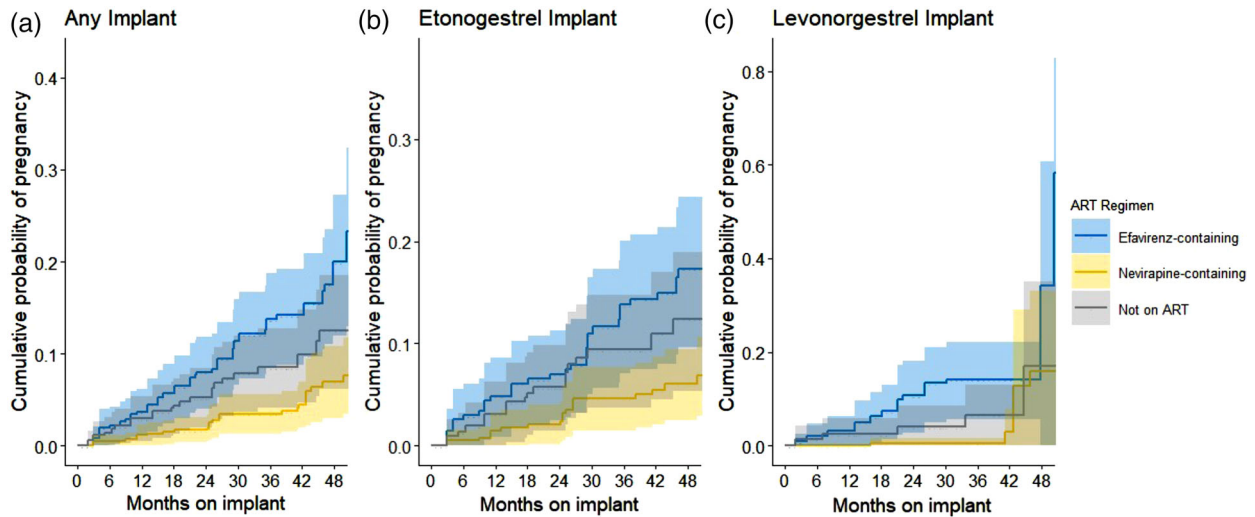 (a) Any Implant
Cumulative probability of pregnancy
0.4
0.3
0.2
0.1
0.0
0 6 12 18 24 30 36 42 48
Months on implant
(b) Etonogestrel Implant
Cumulative probability of pregnancy
0.3
0.2
0.1
0.0
0 6 12 18 24 30 36 42 48
Months on implant
(c) Levonorgestrel Implant
Cumulative probability of pregnancy
0.8
0.6
0.4
0.2
0.0
0 6 12 18 24 30 36 42 48
Months on implant
ART Regimen
Efavirenz-containing
Nevirapine-containing
Not on ART